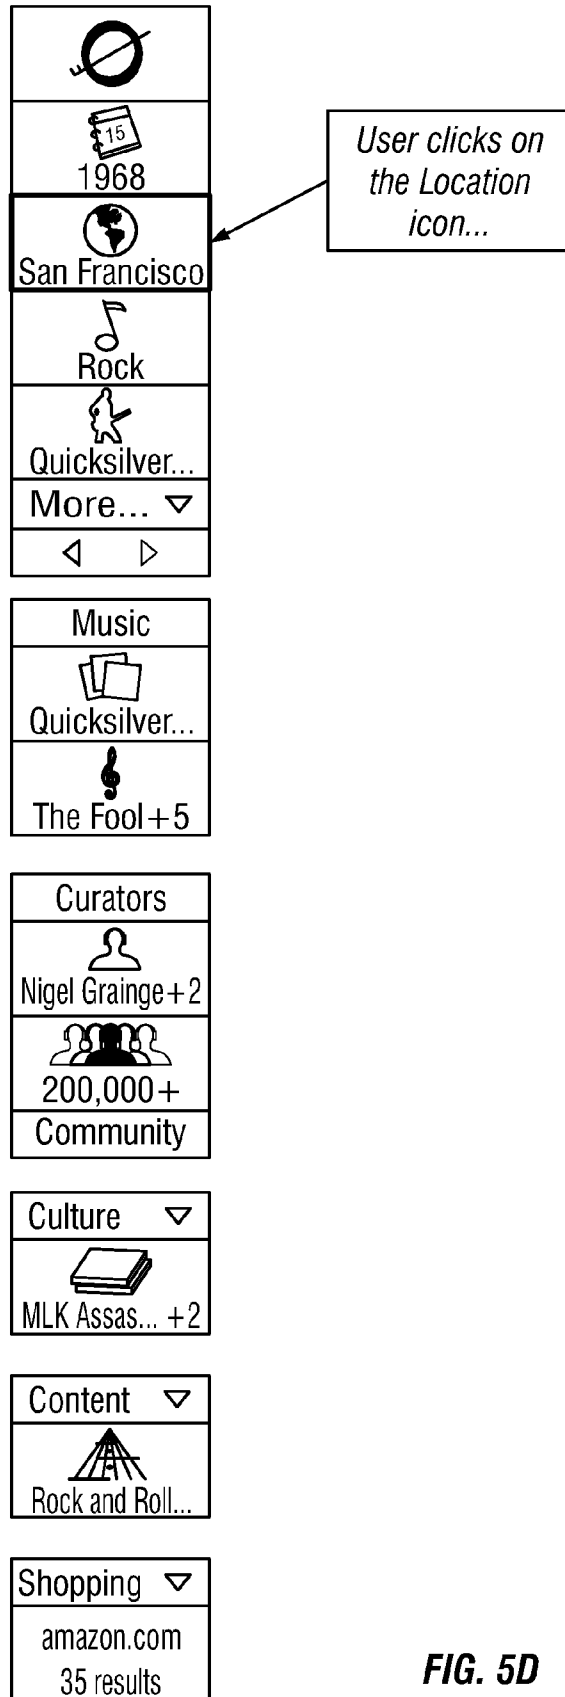 15
1968
User clicks on
the Location
icon...
San Francisco
Rock
Quicksilver...
More...
Music
Quicksilver...
The Fool+5
Curators
Nigel Grainge+2
200,000+
Community
Culture
MLK Assas... +2
Content
Rock and Roll...
Shopping
amazon.com
35 results
FIG. 5D